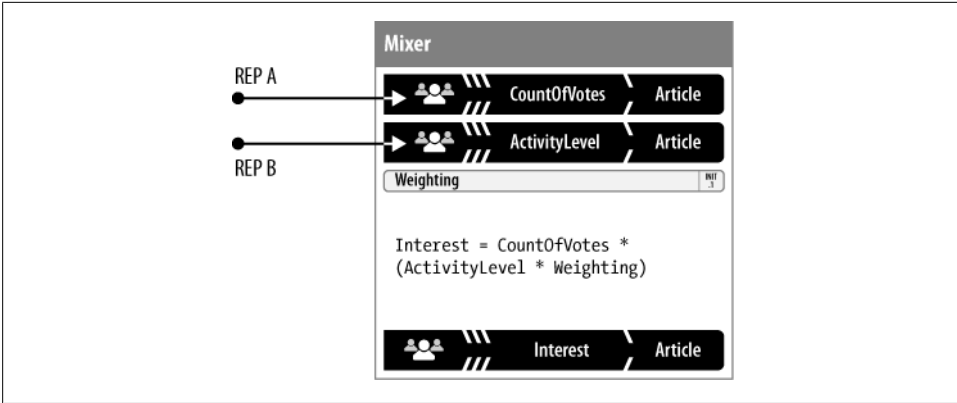 Mixer
REP A
CountOfVotes Article
ActivityLevel Article
REP B
Weighting INIT .1
Interest = CountOfVotes *
(ActivityLevel * Weighting)
Interest Article